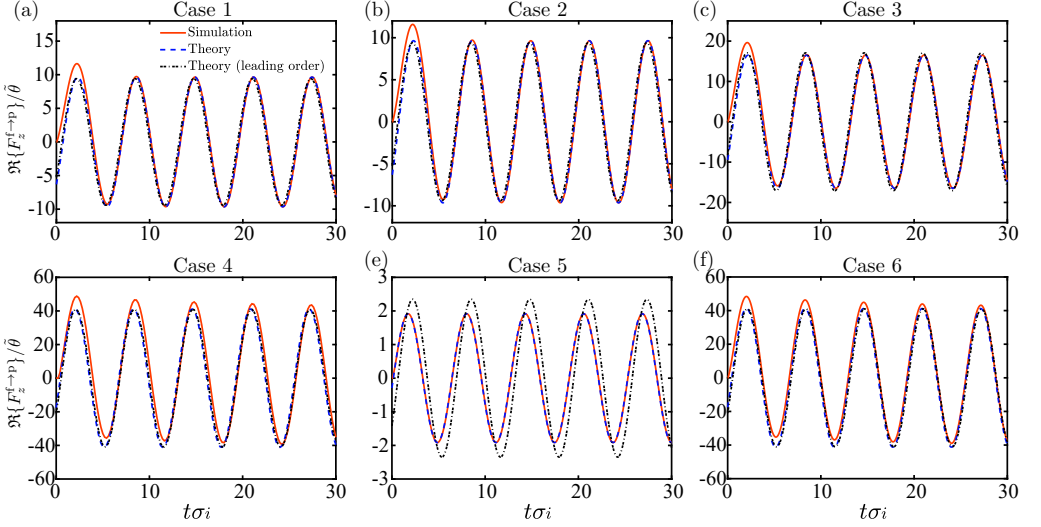 (a) Case 1 (b) Case 2 (c) Case 3
Simulation
Theory
Theory (leading order)
ℜ{F_z^{f→p}}/θ̃
15
10
5
0
-5
-10
0 10 20 30
10
5
0
-5
-10
0 10 20 30
20
10
0
-10
-20
0 10 20 30
Case 4 (e) Case 5 (f) Case 6
ℜ{F_z^{f→p}}/θ̃
60
40
20
0
-20
-40
-60
0 10 20 30
tσi
3
2
1
0
-1
-2
-3
0 10 20 30
tσi
60
40
20
0
-20
-40
-60
0 10 20 30
tσi